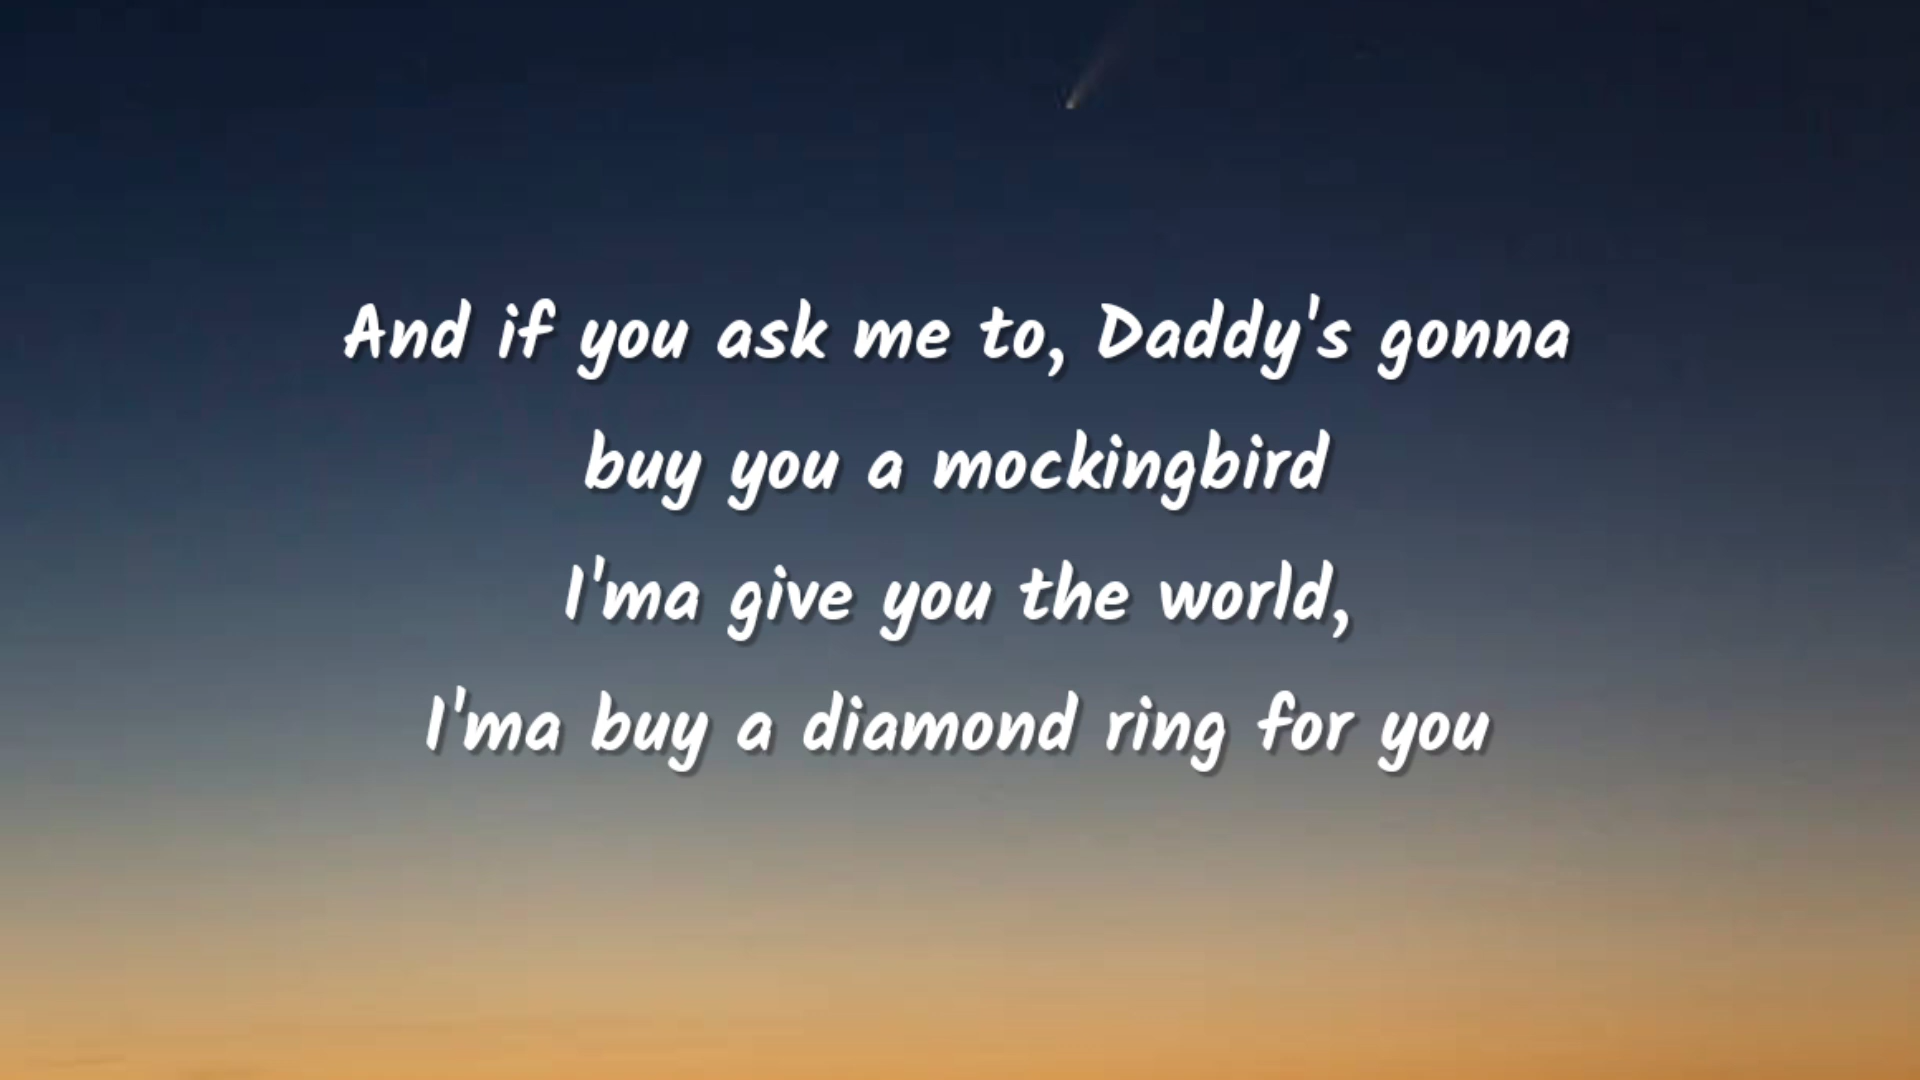 And if you ask me to, Daddy's gonna
buy you a mockingbird
I'ma give you the world,
I'ma buy a diamond ring for you